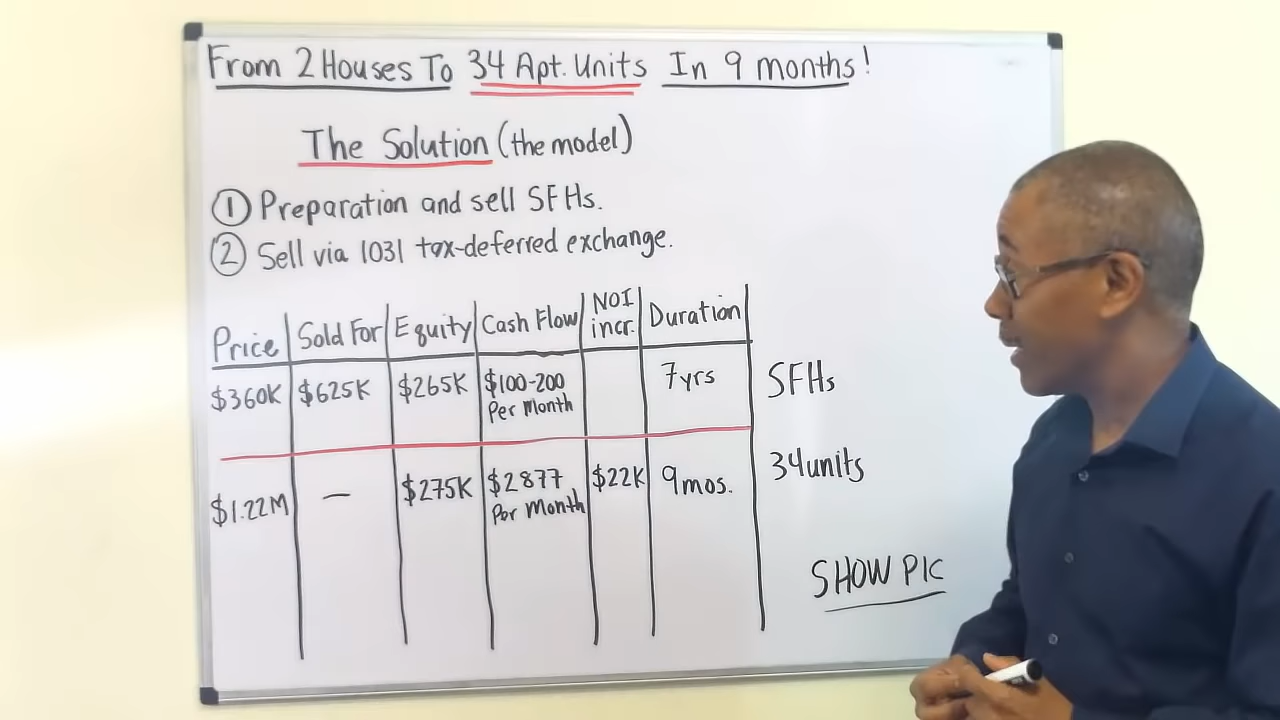 From 2 Houses To 34 Apt. Units In 9 months!
The Solution (the model)
1 Preparation and sell SFHs.
2 Sell via 1031 tax-deferred exchange.
Price Sold For Equity Cash Flow NOI incr. Duration
$360K $625K $265K $100-200 Per Month 7yrs SFHs
$1.22M — $275K $2877 Per Month $22K 9mos. 34units
SHOW PIC